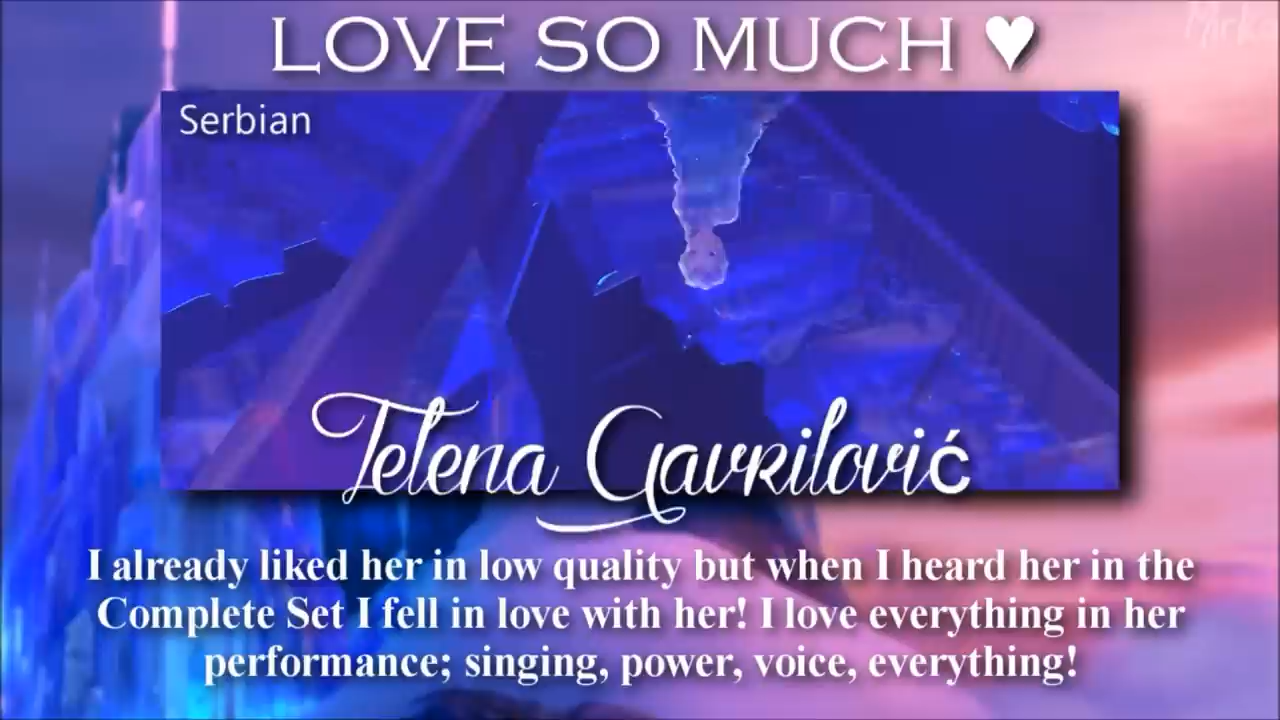 LOVE SO MUCH ♥
Serbian
Jelena Gavrilović
I already liked her in low quality but when I heard her in the
Complete Set I fell in love with her! I love everything in her
performance; singing, power, voice, everything!